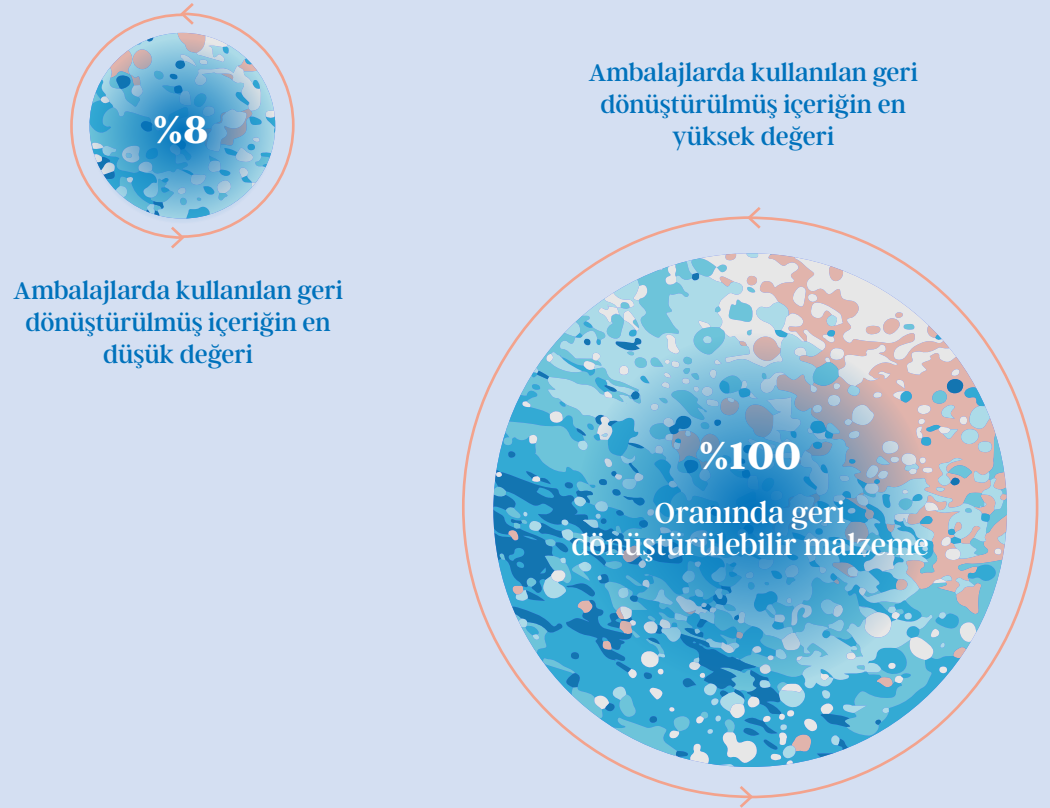 %8
Ambalajlarda kullanılan geri
dönüştürülmüş içeriğin en
düşük değeri
Ambalajlarda kullanılan geri
dönüştürülmüş içeriğin en
yüksek değeri
%100
Oranında geri
dönüştürülebilir malzeme